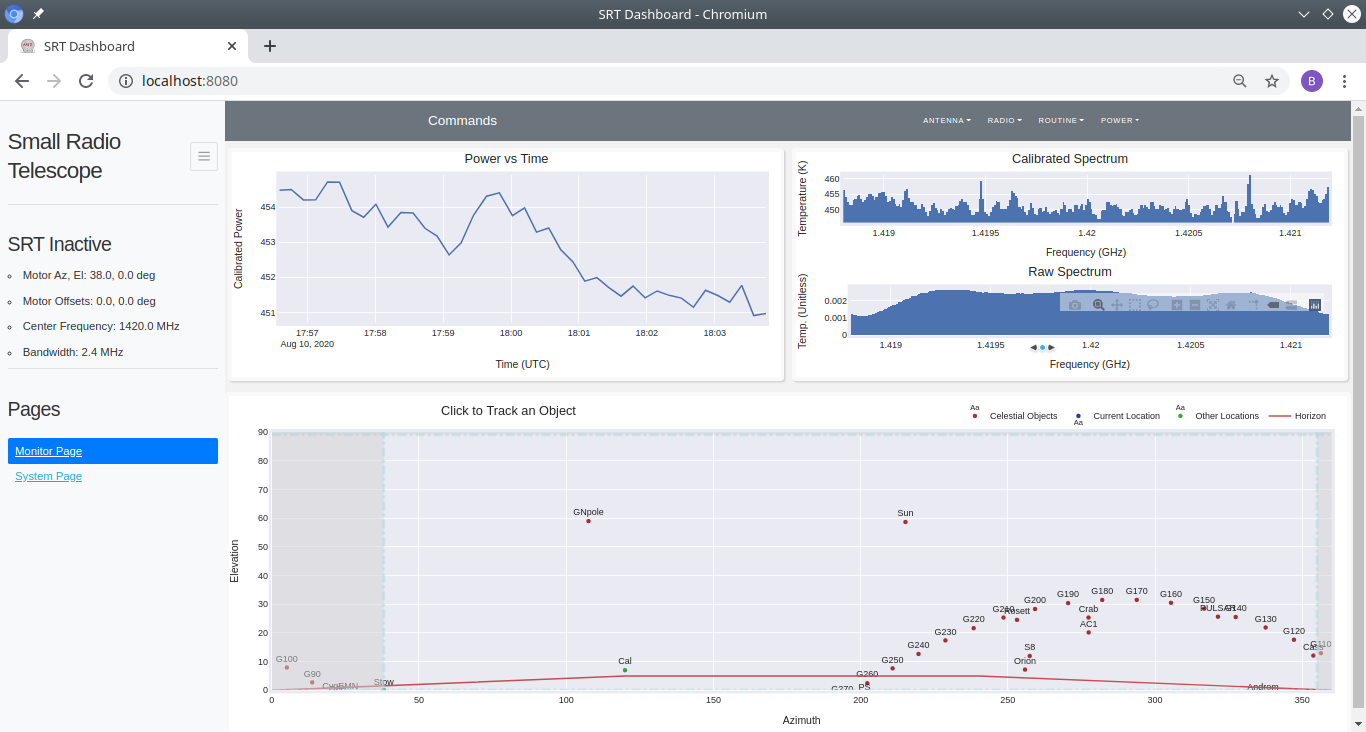 SRT Dashboard - Chromium
SRT Dashboard
localhost:8080
B
Small Radio
Telescope
SRT Inactive
Motor Az, El: 38.0, 0.0 deg
Motor Offsets: 0.0, 0.0 deg
Center Frequency: 1420.0 MHz
Bandwidth: 2.4 MHz
Pages
Monitor Page
System Page
Commands
ANTENNA RADIO ROUTINE POWER
Power vs Time
Calibrated Power
454
453
452
451
17:57 17:58 17:59 18:00 18:01 18:02 18:03
Aug 10, 2020
Time (UTC)
Calibrated Spectrum
Temperature (K)
460
455
450
1.419 1.4195 1.42 1.4205 1.421
Frequency (GHz)
Raw Spectrum
Temp. (Unitless)
0.002
0.001
0
1.419 1.4195 1.42 1.4205 1.421
Frequency (GHz)
Click to Track an Object
Aa Celestial Objects Aa Current Location Aa Other Locations Horizon
Elevation
90
80
70
60
50
40
30
20
10
0
GNpole
Sun
G190 G180 G170 G160
G200 G150
G210 Rosett Crab PULSAR G140
G220 AC1 G130
G230 G120
G240 S8 Cass G110
G100 Cal G250 Orion
G90 G260
Stow
G270 PS Androm
0 50 100 150 200 250 300 350
Azimuth